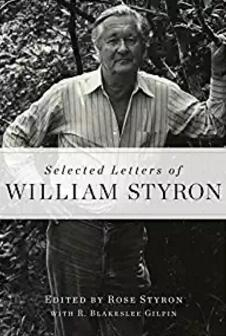 Selected Letters of
WILLIAM STYRON
EDITED BY ROSE STYRON
WITH R. BLAKESLEE GILPIN